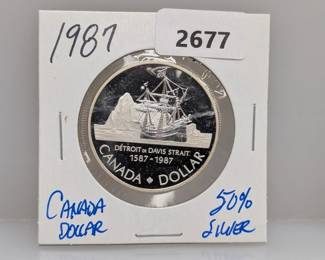 1987
2677
DÉTROIT DE DAVIS STRAIT
1587-1987
CANADA DOLLAR
CANADA DOLLAR
50% SILVER